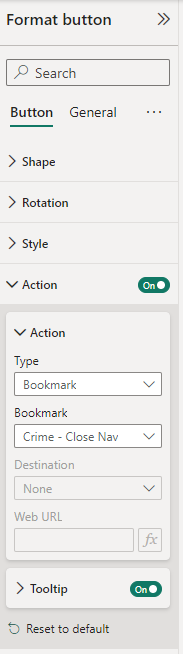 Format button
Search
Button General
Shape
Rotation
Style
Action On
Action
Type
Bookmark
Bookmark
Crime - Close Nav
Destination
None
Web URL
fx
Tooltip On
Reset to default